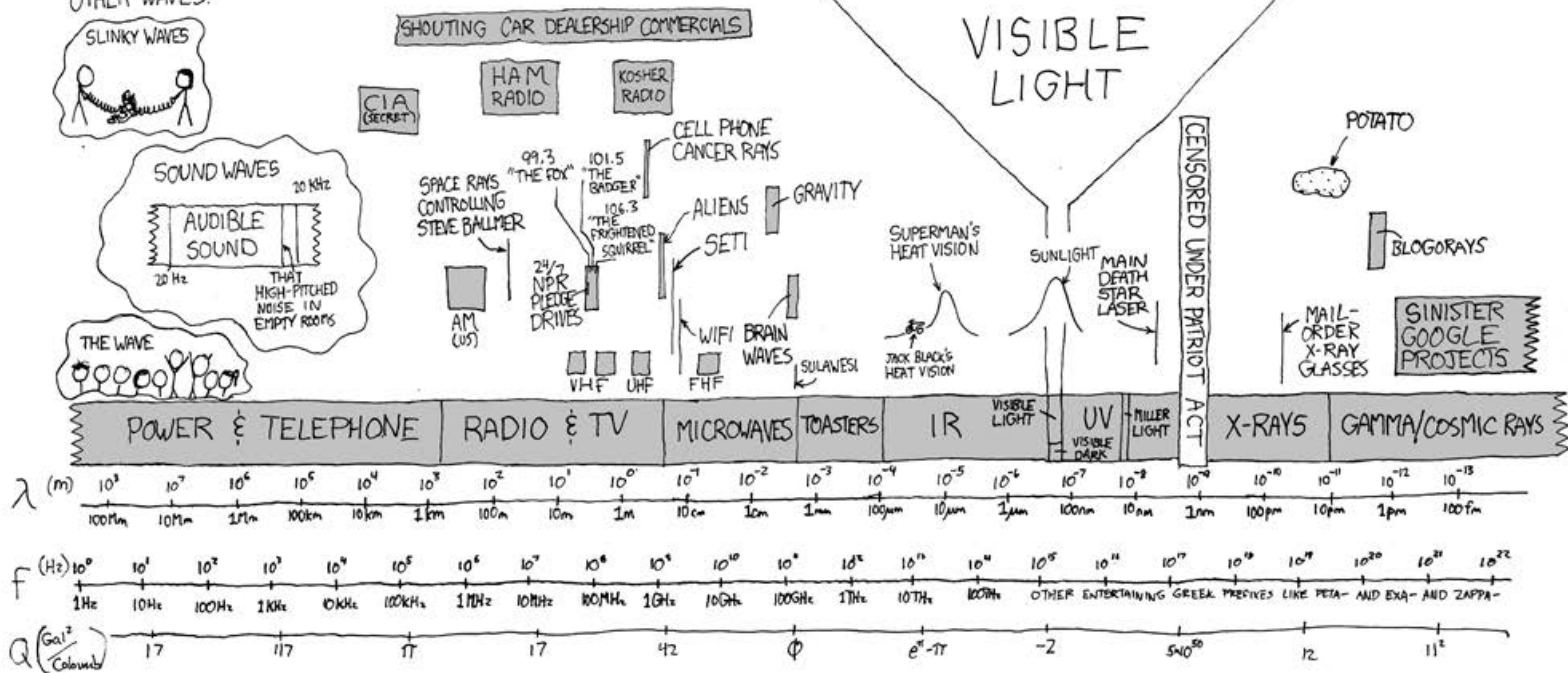 OTHER WAVES:
SLINKY WAVES
SHOUTING CAR DEALERSHIP COMMERCIALS
VISIBLE
LIGHT
CIA
(SECRET)
HAM
RADIO
KOSHER
RADIO
CELL PHONE
CANCER RAYS
POTATO
SOUND WAVES
20 KHz
AUDIBLE
SOUND
20 Hz
THAT
HIGH-PITCHED
NOISE IN
EMPTY ROOMS
SPACE RAYS
CONTROLLING
STEVE BALLMER
99.3
"THE FOX"
101.5
"THE
BADGER"
106.3
"THE
FRIGHTENED
SQUIRREL"
24/7
NPR
PLEDGE
DRIVES
ALIENS
SETI
GRAVITY
SUPERMAN'S
HEAT VISION
SUNLIGHT
MAIN
DEATH
STAR
LASER
CENSORED UNDER PATRIOT ACT
BLOGORAYS
AM
(US)
WIFI
BRAIN
WAVES
SULAWESI
JACK BLACK'S
HEAT VISION
MAIL-
ORDER
X-RAY
GLASSES
SINISTER
GOOGLE
PROJECTS
THE WAVE
VHF
UHF
FHF
POWER & TELEPHONE
RADIO & TV
MICROWAVES
TOASTERS
IR
VISIBLE
LIGHT
UV
VISIBLE
DARK
MILLER
LIGHT
X-RAYS
GAMMA/COSMIC RAYS
λ (m)
10⁷ 10⁶ 10⁵ 10⁴ 10³ 10² 10¹ 10⁰ 10⁻¹ 10⁻² 10⁻³ 10⁻⁴ 10⁻⁵ 10⁻⁶ 10⁻⁷ 10⁻⁸ 10⁻⁹ 10⁻¹⁰ 10⁻¹¹ 10⁻¹² 10⁻¹³
100Mm 10Mm 1Mm 100km 10km 1km 100m 10m 1m 10cm 1cm 1mm 100μm 10μm 1μm 100nm 10nm 1nm 100pm 10pm 1pm 100fm
f (Hz)
10⁰ 10¹ 10² 10³ 10⁴ 10⁵ 10⁶ 10⁷ 10⁸ 10⁹ 10¹⁰ 10¹¹ 10¹² 10¹³ 10¹⁴ 10¹⁵ 10¹⁶ 10¹⁷ 10¹⁸ 10¹⁹ 10²⁰ 10²¹ 10²²
1Hz 10Hz 100Hz 1KHz 10KHz 100KHz 1MHz 10MHz 100MHz 1GHz 10GHz 100GHz 1THz 10THz 100THz OTHER ENTERTAINING GREEK PREFIXES LIKE PETA- AND EXA- AND ZAPPA-
Q (Gal²/Coloumb)
17 117 π 17 42 φ e^π-π -2 12 11²